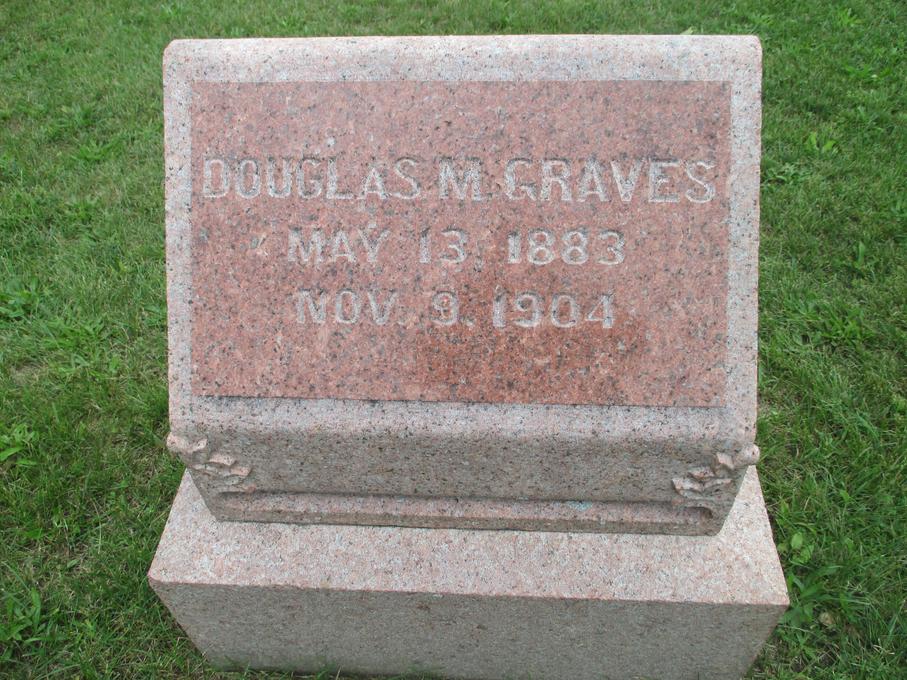 DOUGLAS M. GRAVES
MAY 13, 1883
NOV. 9, 1904